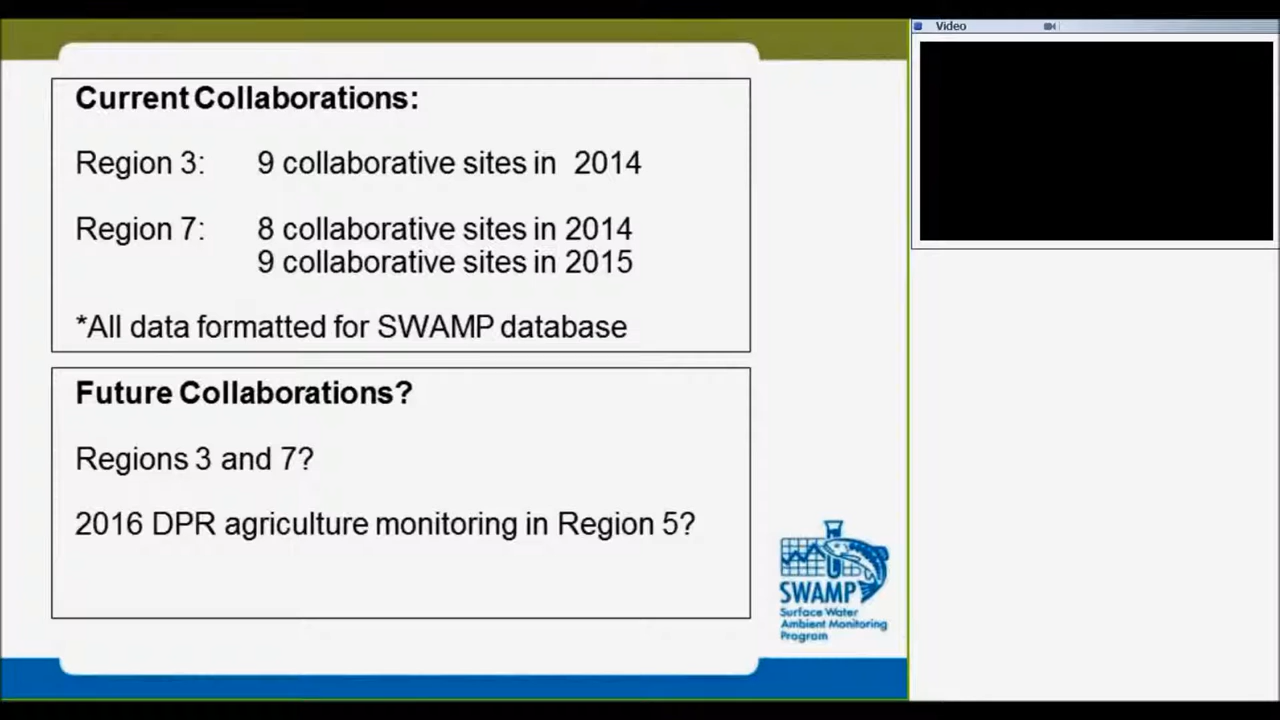 Current Collaborations:
Region 3: 9 collaborative sites in 2014
Region 7: 8 collaborative sites in 2014
9 collaborative sites in 2015
*All data formatted for SWAMP database
Future Collaborations?
Regions 3 and 7?
2016 DPR agriculture monitoring in Region 5?
SWAMP
Surface Water
Ambient Monitoring
Program
Video